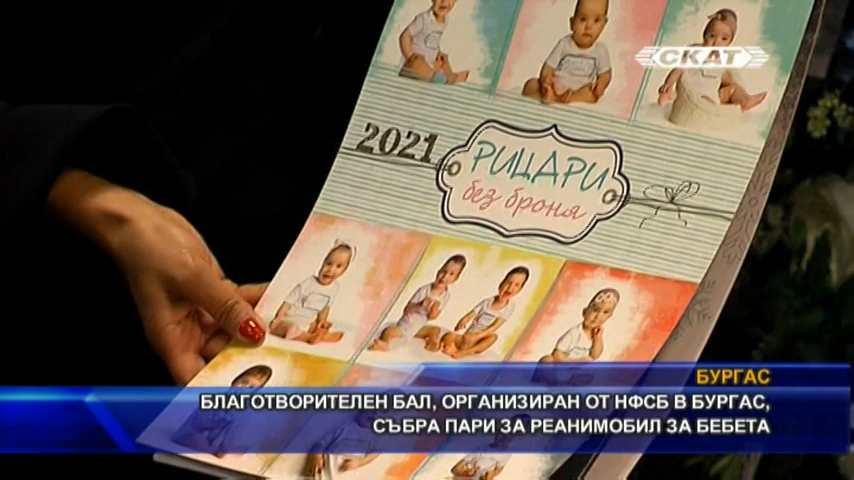 СКАТ
2021
РИЦАРИ
без броня
БУРГАС
БЛАГОТВОРИТЕЛЕН БАЛ, ОРГАНИЗИРАН ОТ НФСБ В БУРГАС,
СЪБРА ПАРИ ЗА РЕАНИМОБИЛ ЗА БЕБЕТА